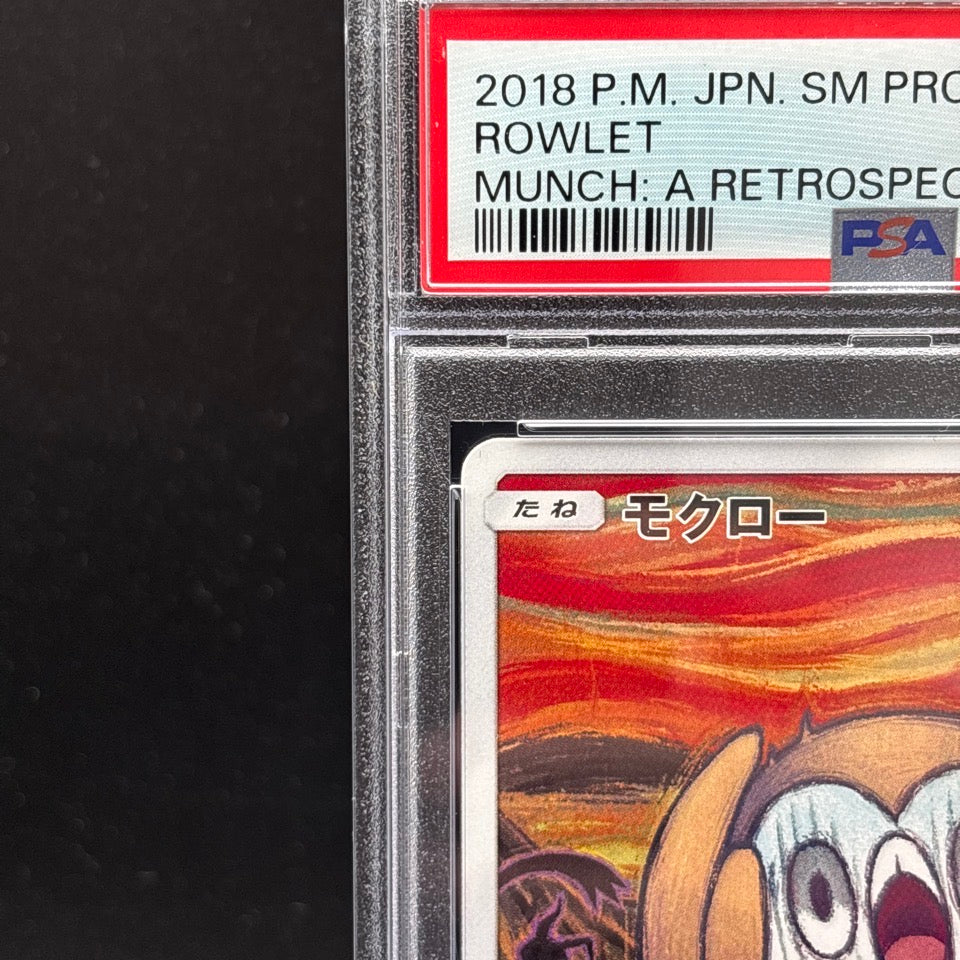 2018 P.M. JPN. SM PRO
ROWLET
MUNCH: A RETROSPEC
PSA
たね モクロー